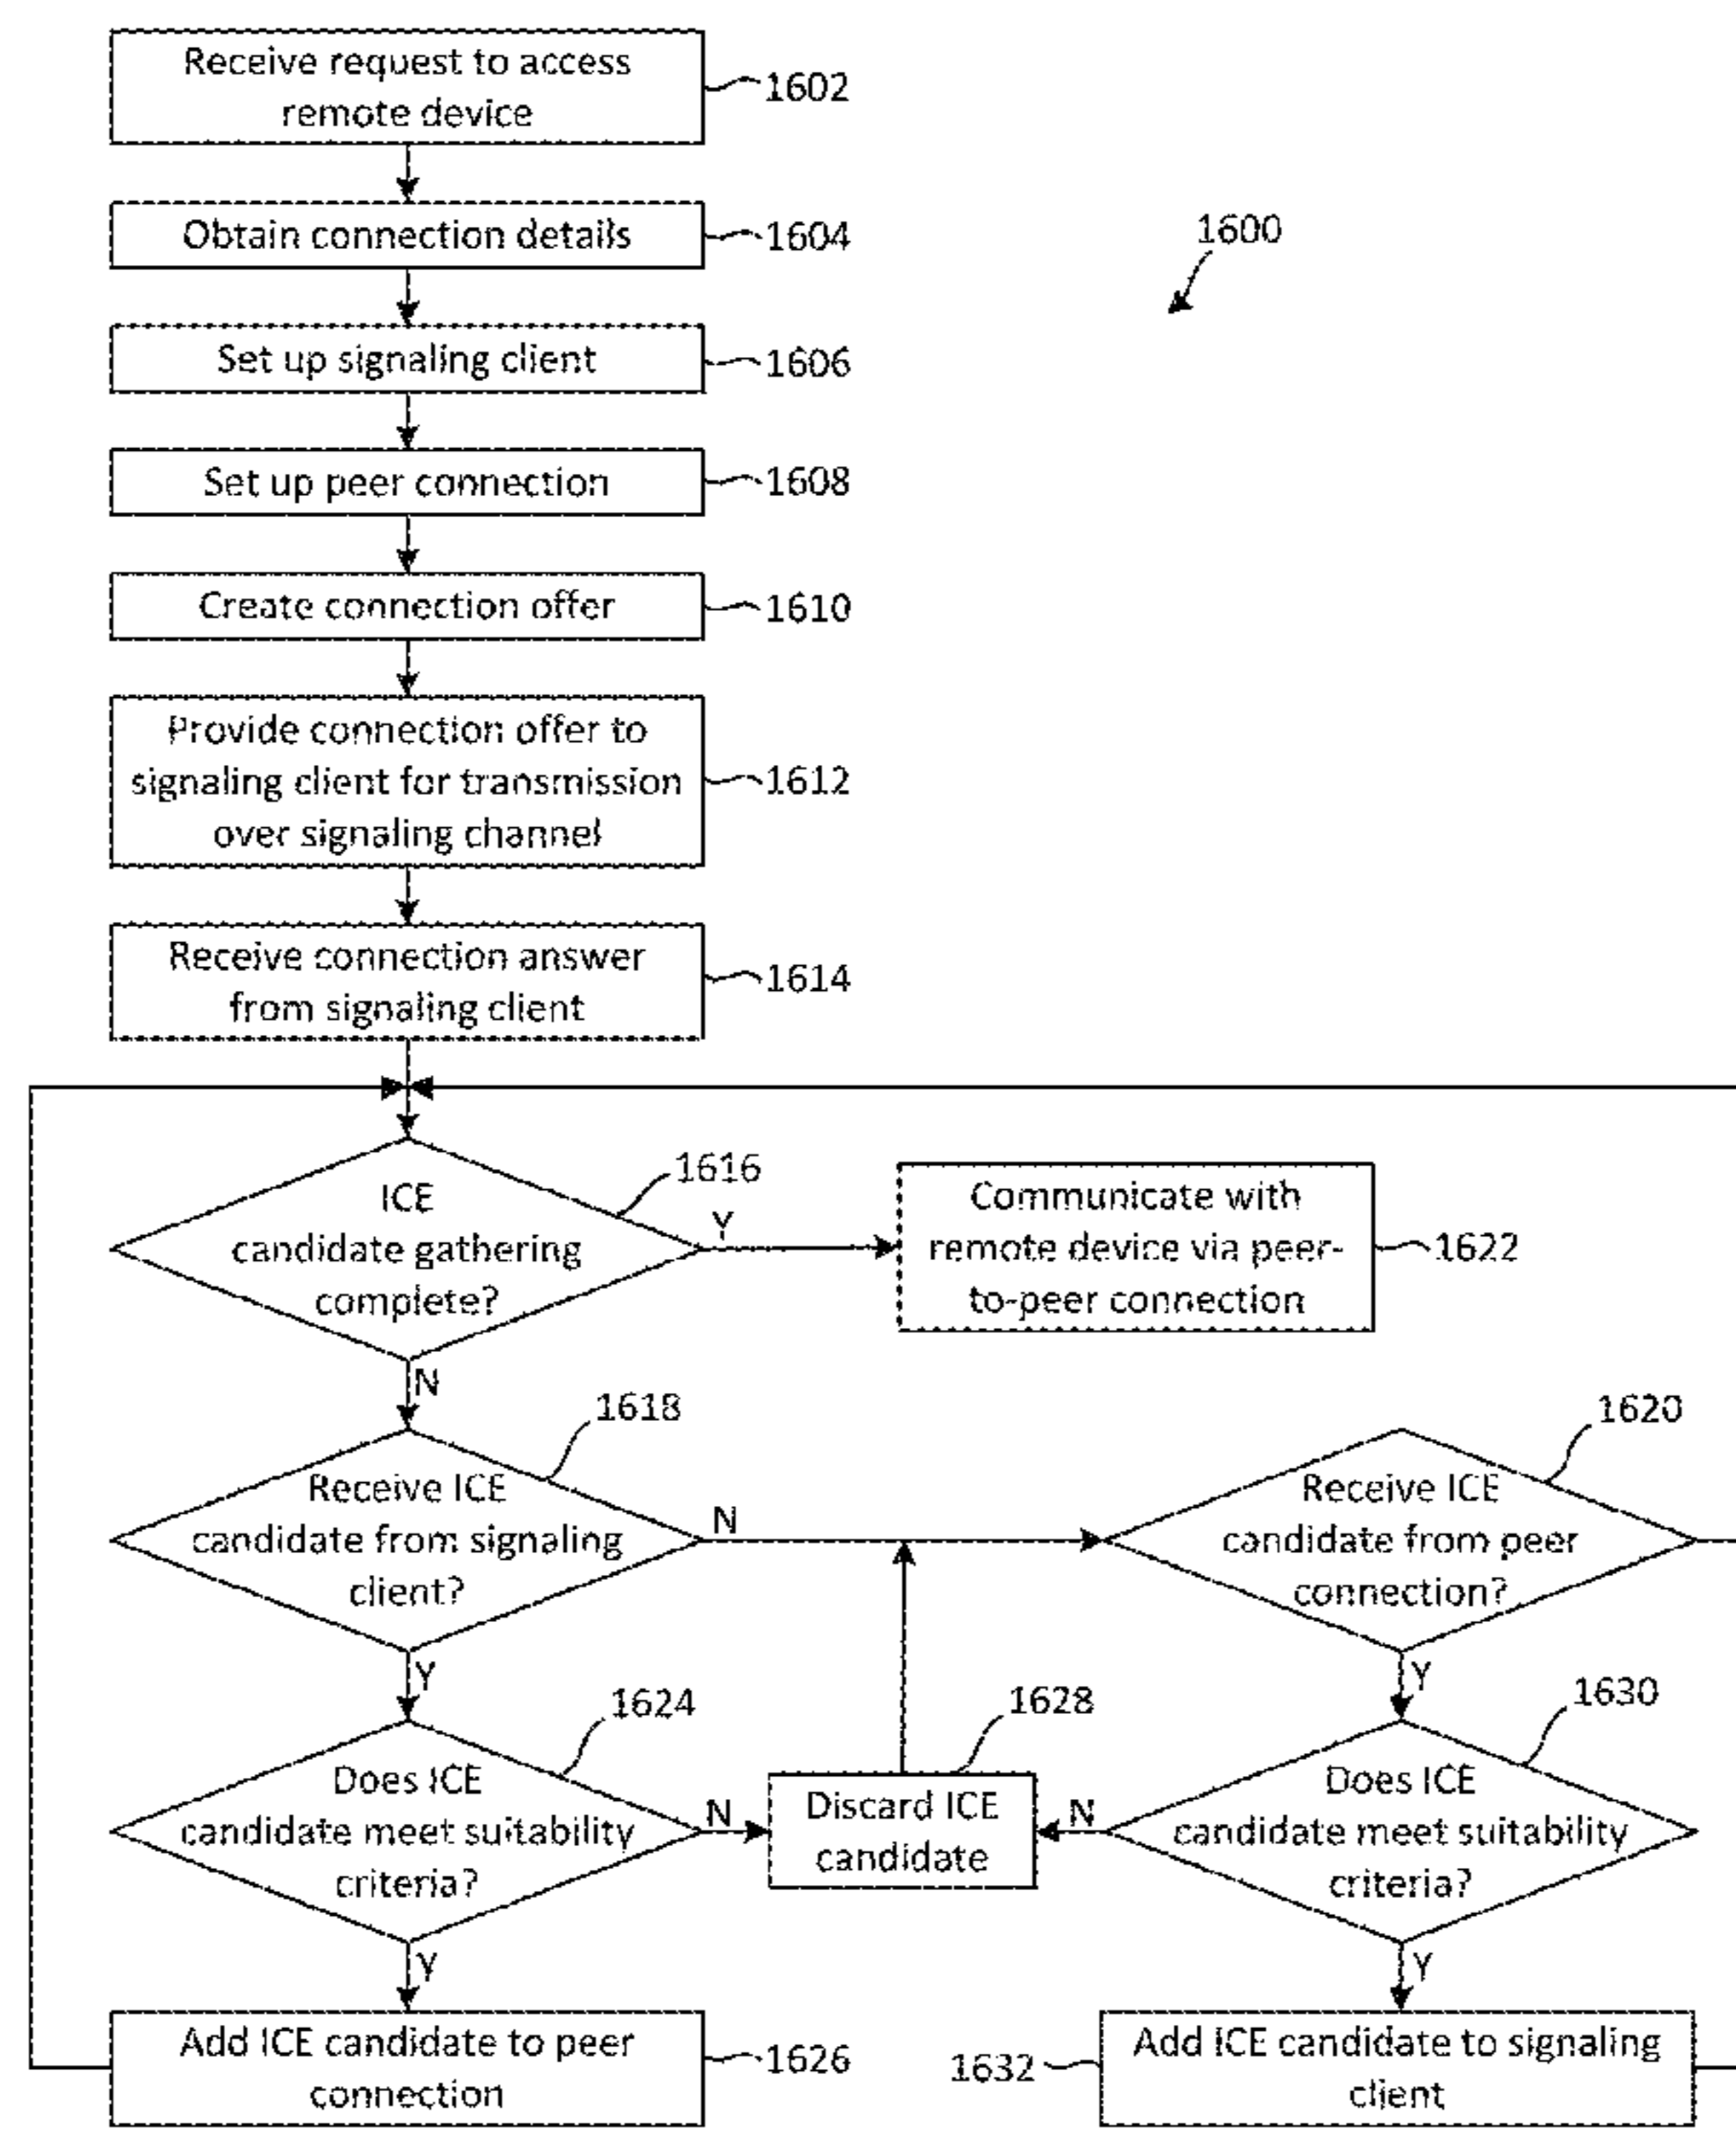 Receive request to access
remote device
1602
Obtain connection details
1604
1600
Set up signaling client
1606
Set up peer connection
1608
Create connection offer
1610
Provide connection offer to
signaling client for transmission
over signaling channel
1612
Receive connection answer
from signaling client
1614
ICE
candidate gathering
complete?
1616
Y
Communicate with
remote device via peer-
to-peer connection
1622
N
Receive ICE
candidate from signaling
client?
1618
N
Receive ICE
candidate from peer
connection?
1620
Y
Y
Does ICE
candidate meet suitability
criteria?
1624
N
Discard ICE
candidate
1628
N
Does ICE
candidate meet suitability
criteria?
1630
Y
Y
Add ICE candidate to peer
connection
1626
1632
Add ICE candidate to signaling
client